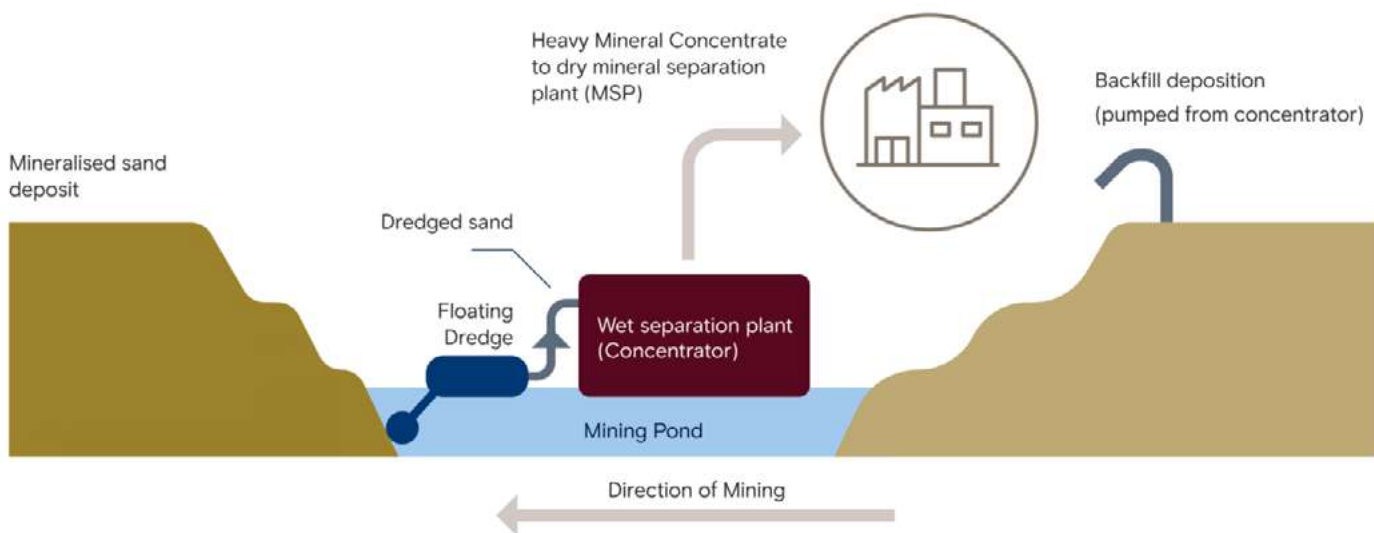 Heavy Mineral Concentrate
to dry mineral separation
plant (MSP)
Backfill deposition
(pumped from concentrator)
Mineralised sand
deposit
Dredged sand
Floating
Dredge
Wet separation plant
(Concentrator)
Mining Pond
Direction of Mining